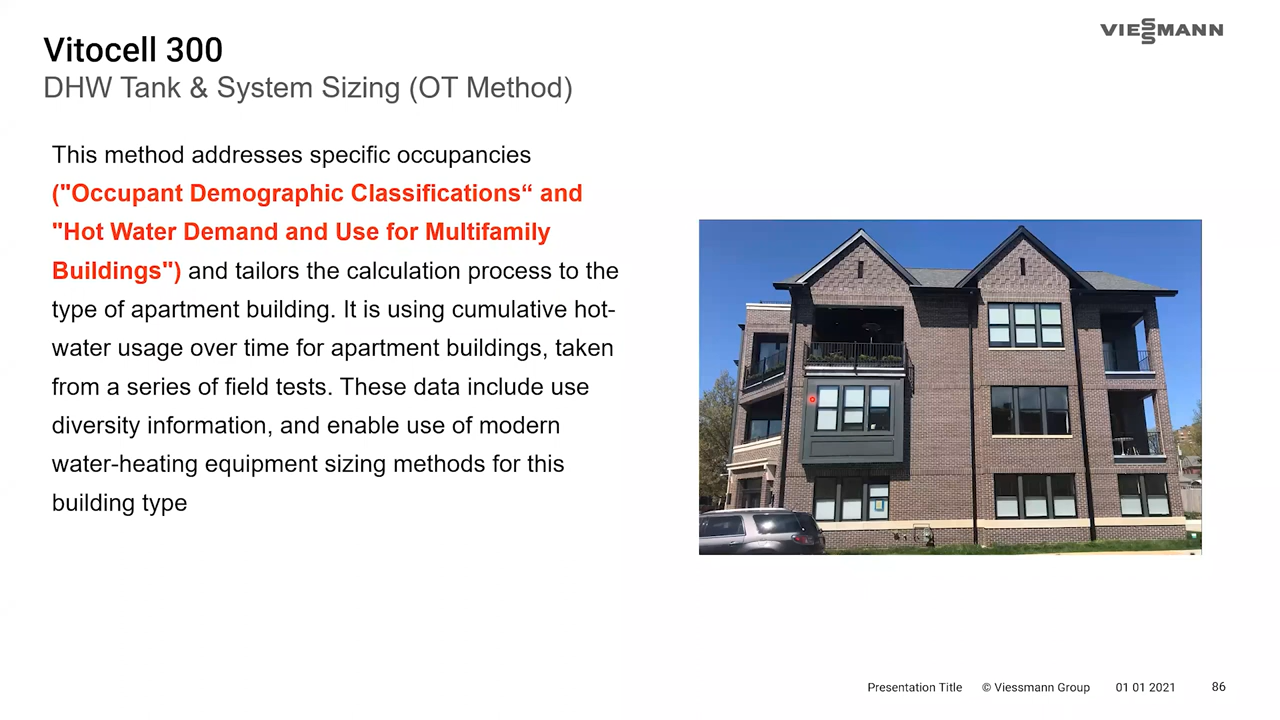 VIESSMANN
Vitocell 300
DHW Tank & System Sizing (OT Method)
This method addresses specific occupancies
("Occupant Demographic Classifications“ and
"Hot Water Demand and Use for Multifamily
Buildings") and tailors the calculation process to the
type of apartment building. It is using cumulative hot-
water usage over time for apartment buildings, taken
from a series of field tests. These data include use
diversity information, and enable use of modern
water-heating equipment sizing methods for this
building type
Presentation Title © Viessmann Group 01 01 2021 86